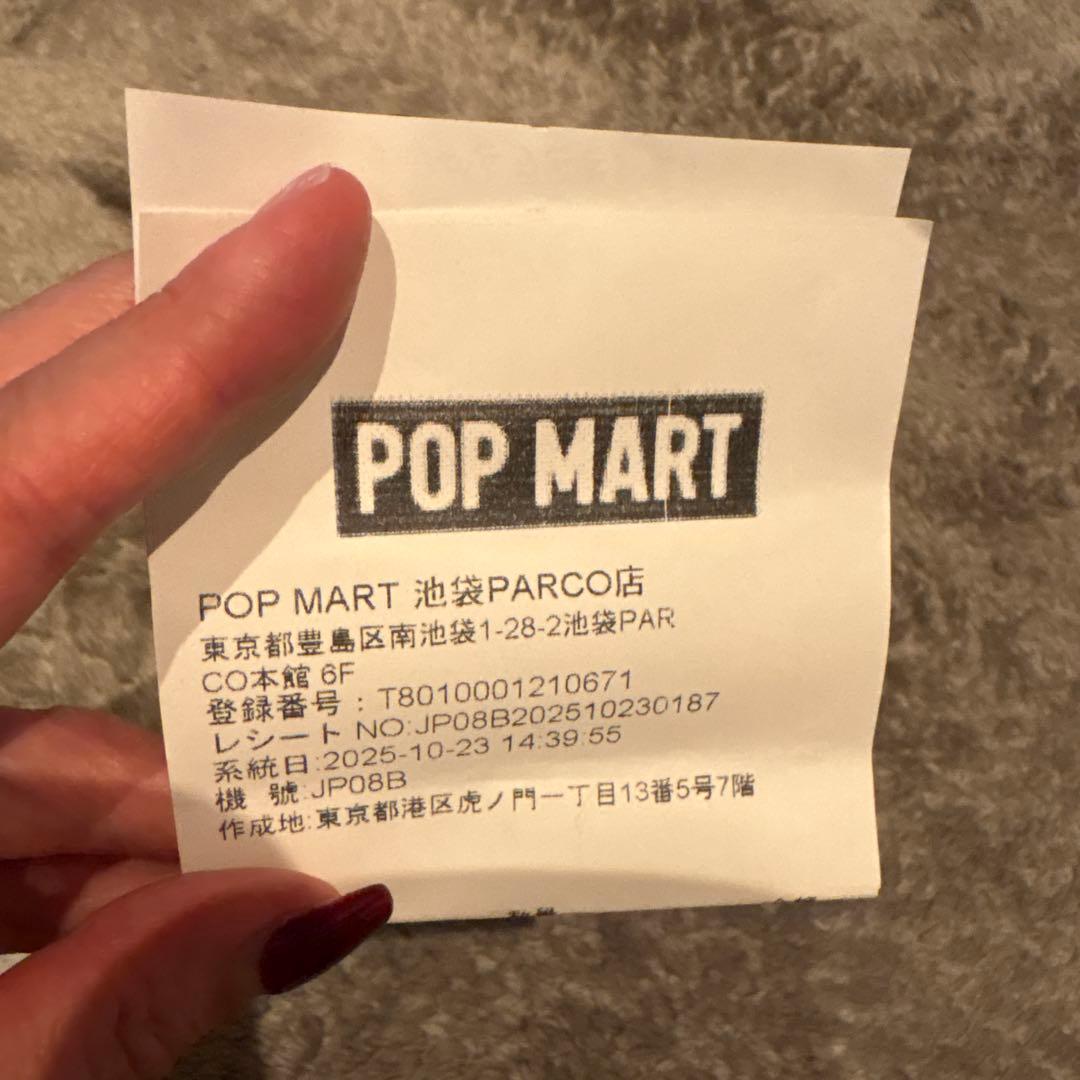 POP MART
POP MART 池袋PARCO店
東京都豊島区南池袋1-28-2池袋PAR
CO本館 6F
登録番号：T8010001210671
レシート NO:JP08B202510230187
系統日:2025-10-23 14:39:55
機 號:JP08B
作成地:東京都港区虎ノ門一丁目13番5号7階